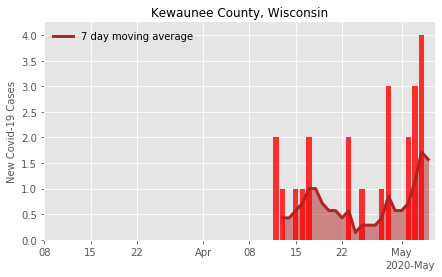 Kewaunee County, Wisconsin
7 day moving average
New Covid-19 Cases
4.0
3.5
3.0
2.5
2.0
1.5
1.0
0.5
0.0
08 15 22 Apr 08 15 22 May
2020-May